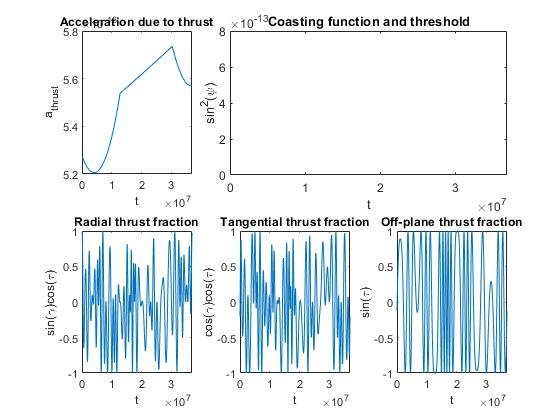 Acceleration due to thrust
5.8
5.6
5.4
5.2
a_thrust
0 1 2 3
t
×10^7
×10^-13
Coasting function and threshold
8
6
4
2
0
sin^2(ψ)
0 1 2 3
t
×10^7
Radial thrust fraction
1
0.5
0
-0.5
-1
sin(γ)cos(τ)
0 1 2 3
t
×10^7
Tangential thrust fraction
1
0.5
0
-0.5
-1
cos(γ)cos(τ)
0 1 2 3
t
×10^7
Off-plane thrust fraction
1
0.5
0
-0.5
-1
sin(τ)
0 1 2 3
t
×10^7